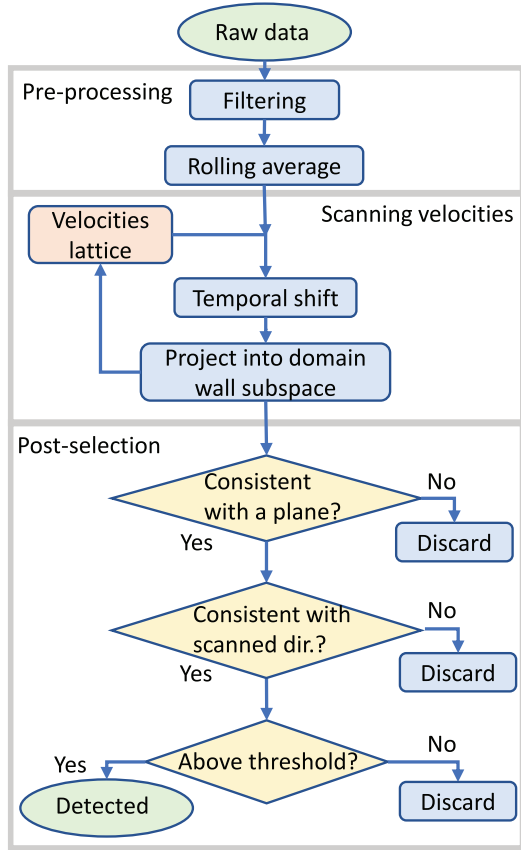 Raw data
Pre-processing
Filtering
Rolling average
Scanning velocities
Velocities
lattice
Temporal shift
Project into domain
wall subspace
Post-selection
Consistent
with a plane?
No
Discard
Yes
Consistent with
scanned dir.?
No
Discard
Yes
Above threshold?
No
Discard
Yes
Detected